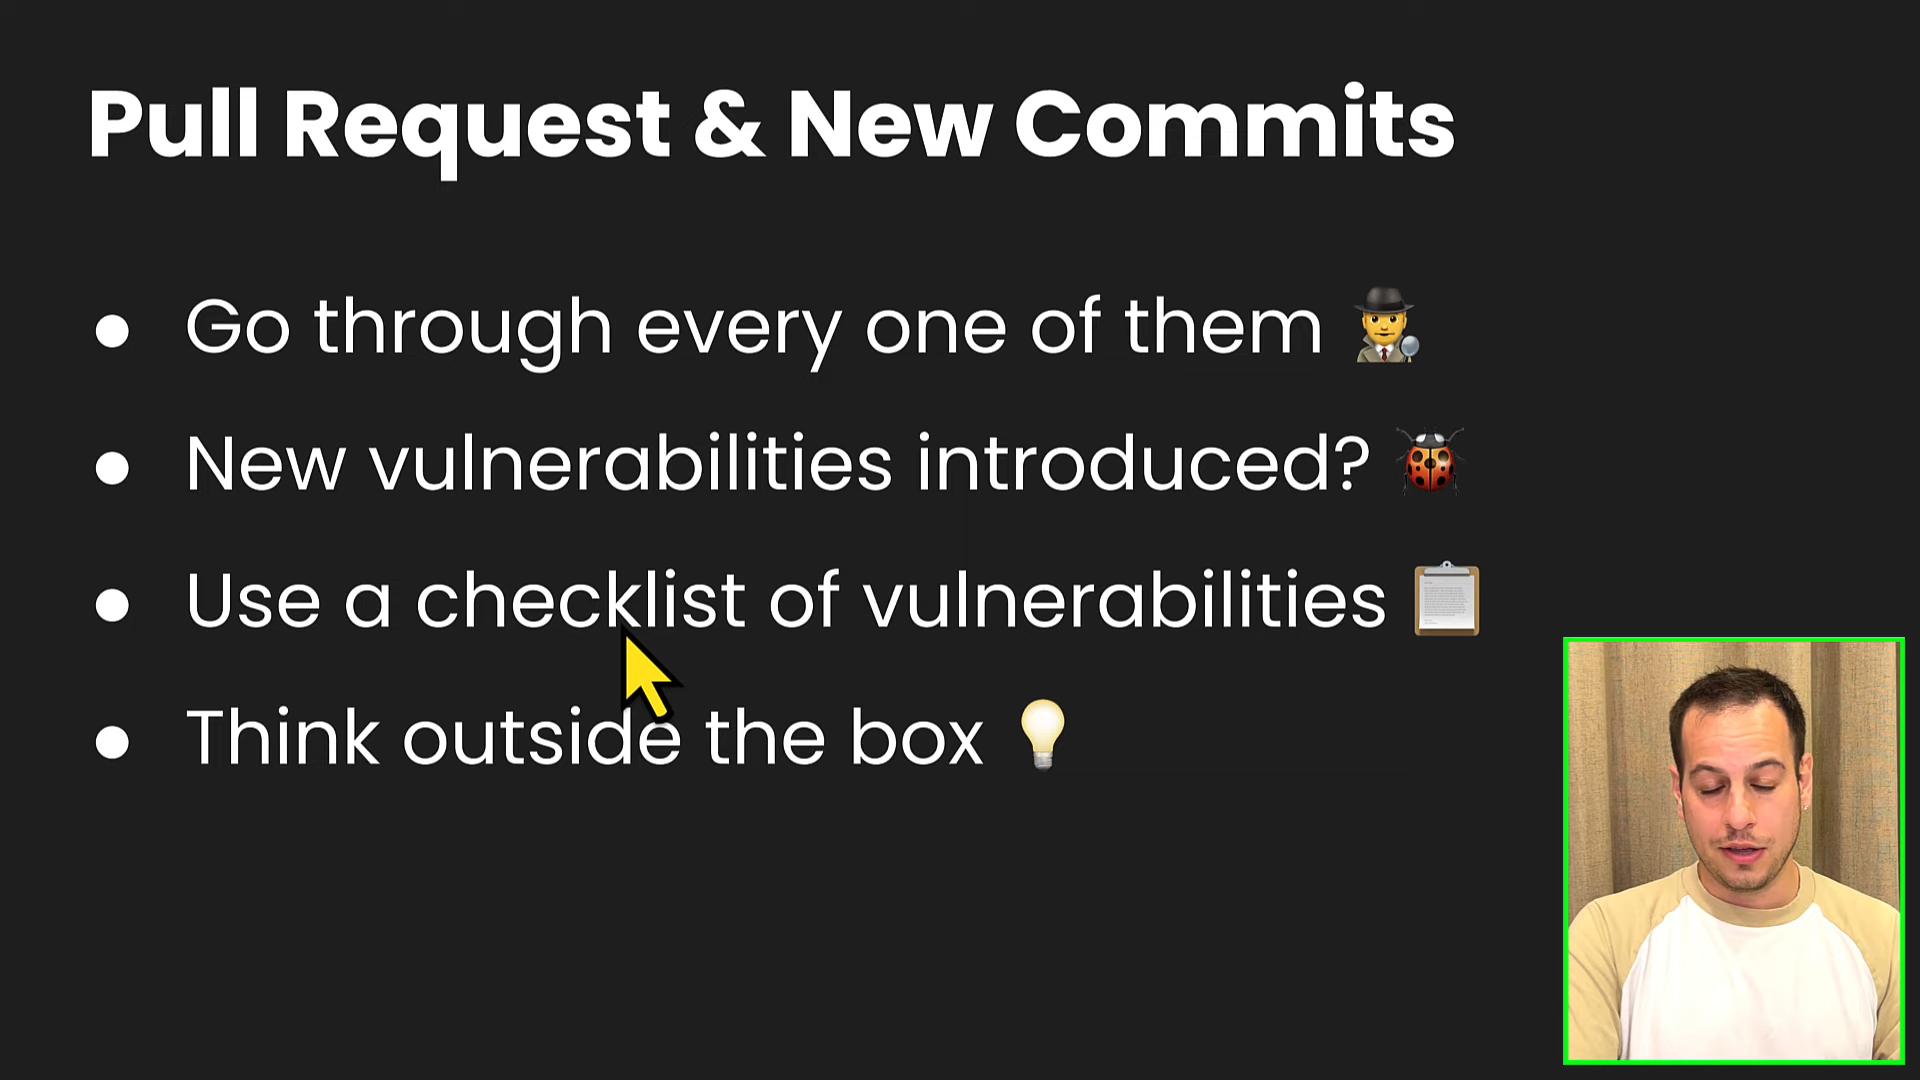 Pull Request & New Commits
● Go through every one of them 🕵️
● New vulnerabilities introduced? 🐞
● Use a checklist of vulnerabilities 📋
● Think outside the box 💡